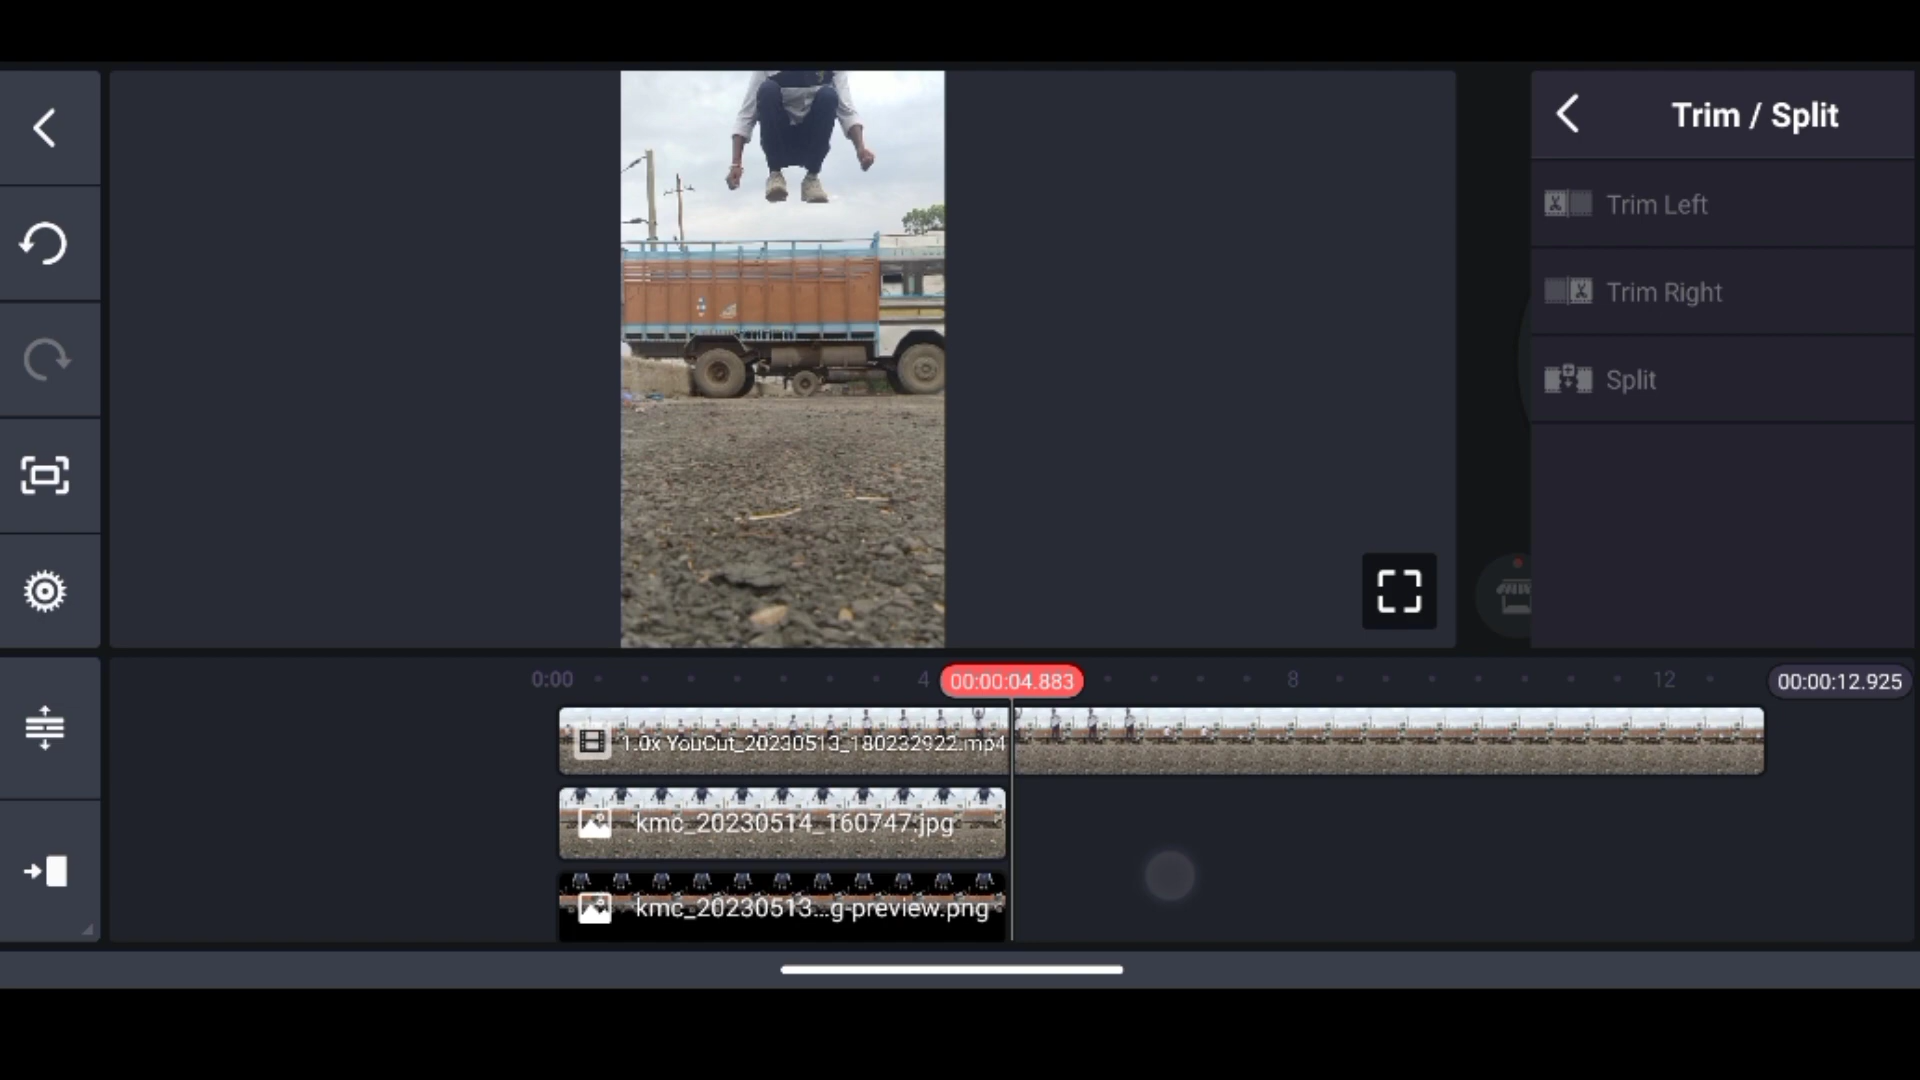 Trim / Split
Trim Left
Trim Right
Split
0:00 4 00:00:04.883 8 12 00:00:12.925
1.0x YouCut_20230513_180232922.mp4
kmc_20230514_160747.jpg
kmc_20230513...g-preview.png